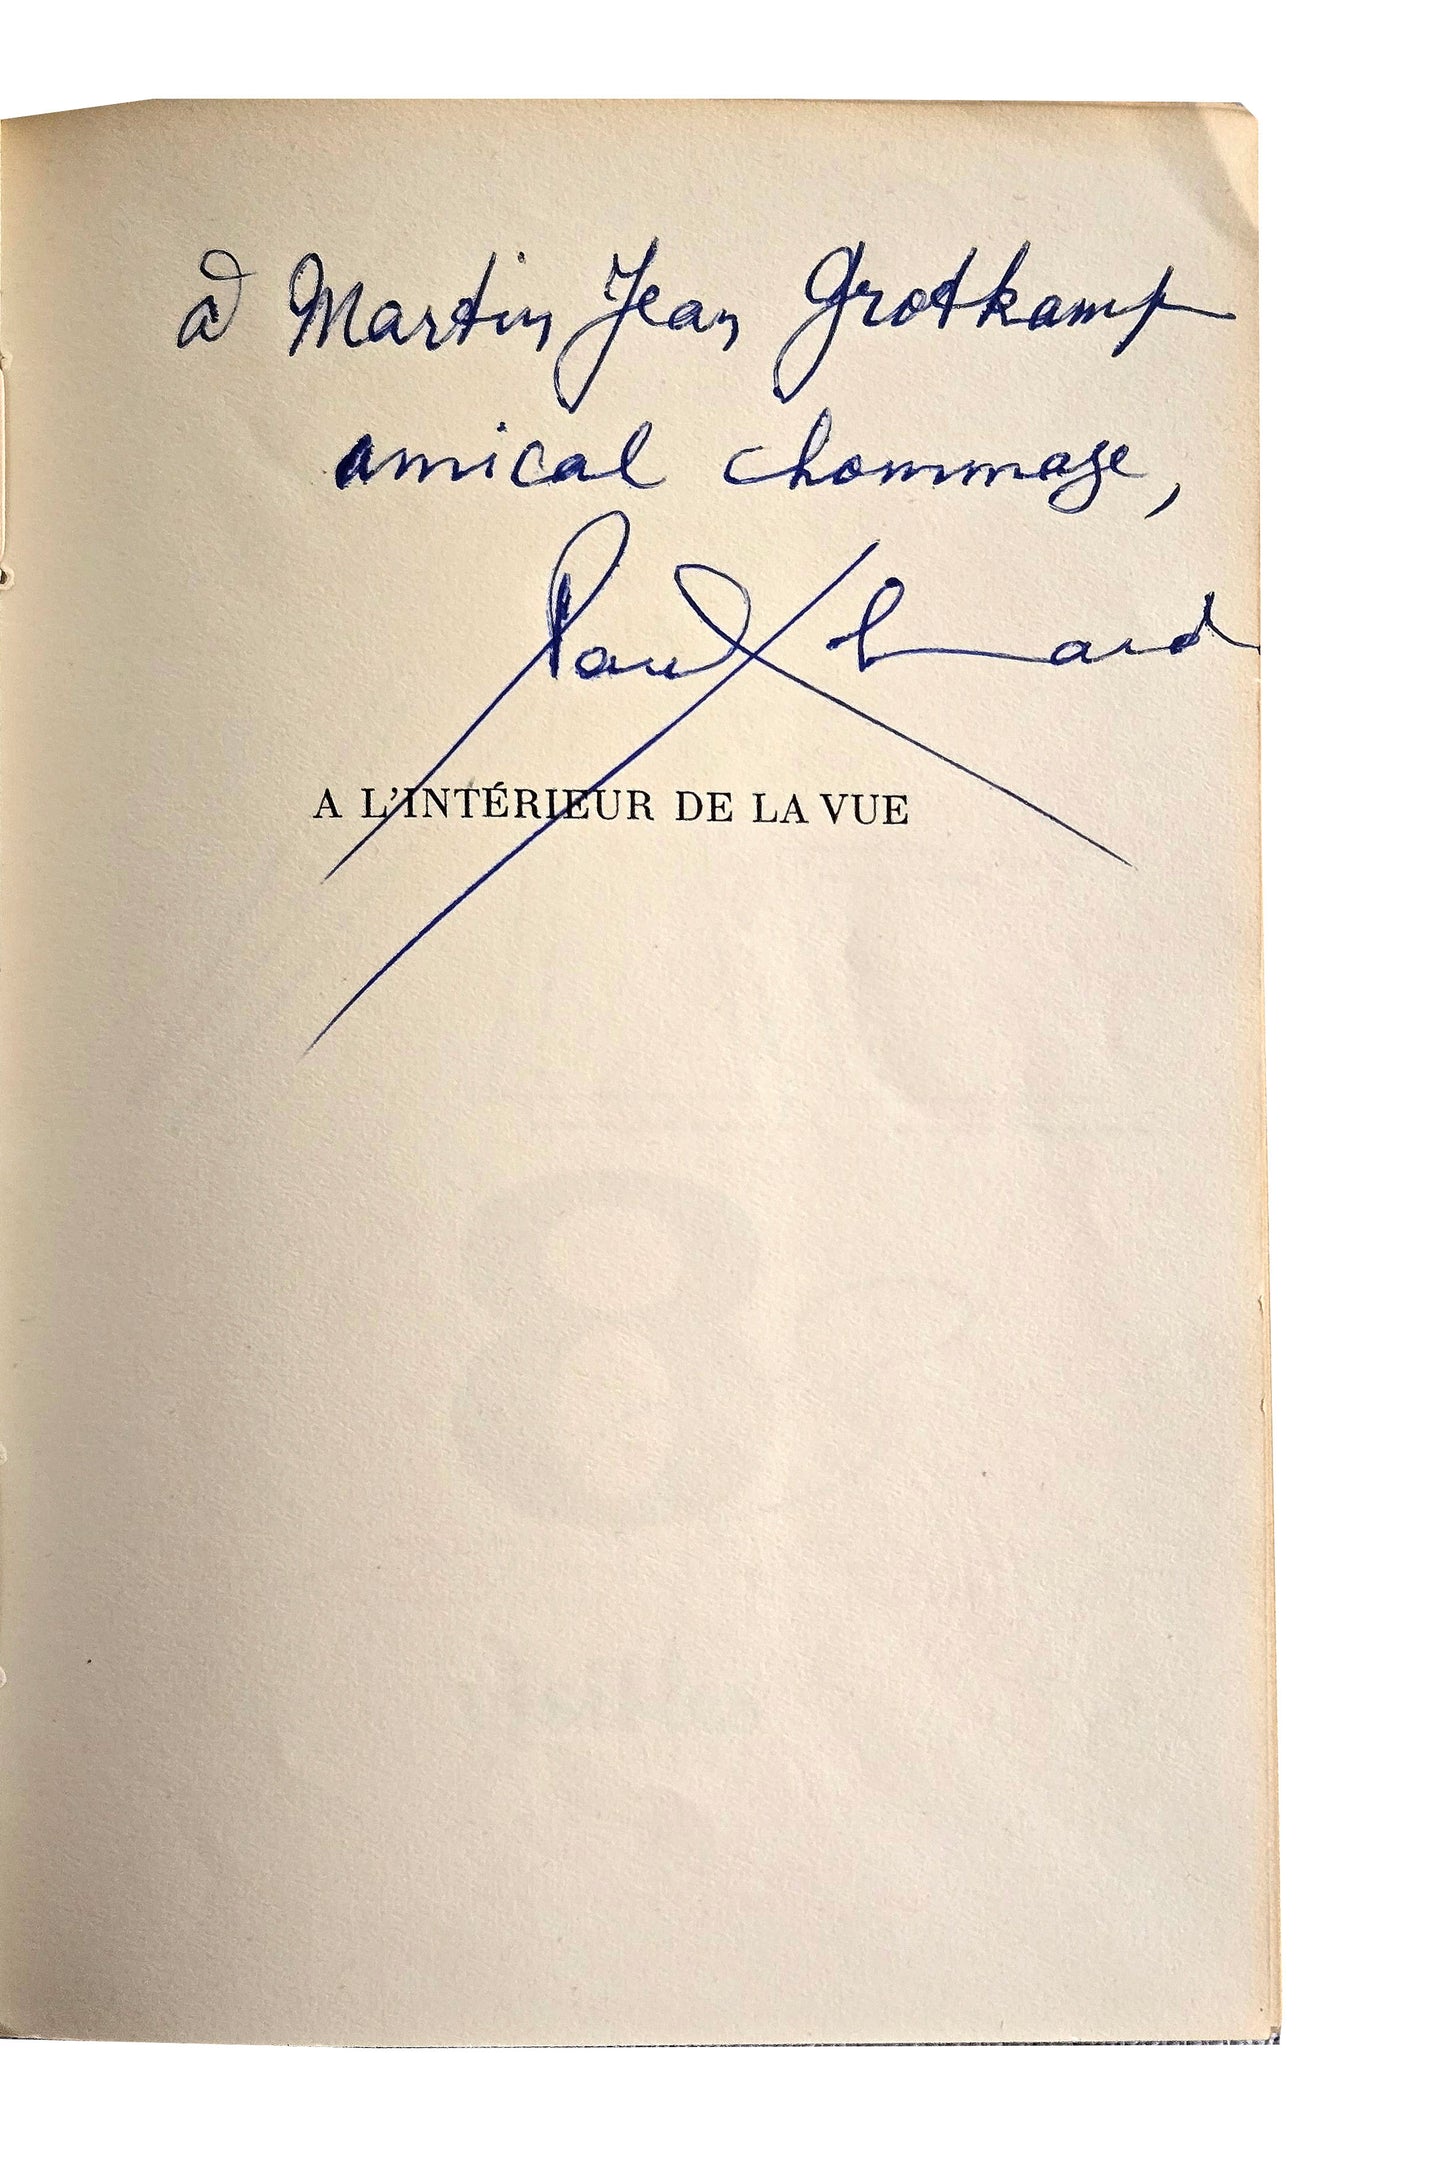 à Martin Jean Grotkamp
amical hommage,
Paul Eluard
A L'INTÉRIEUR DE LA VUE